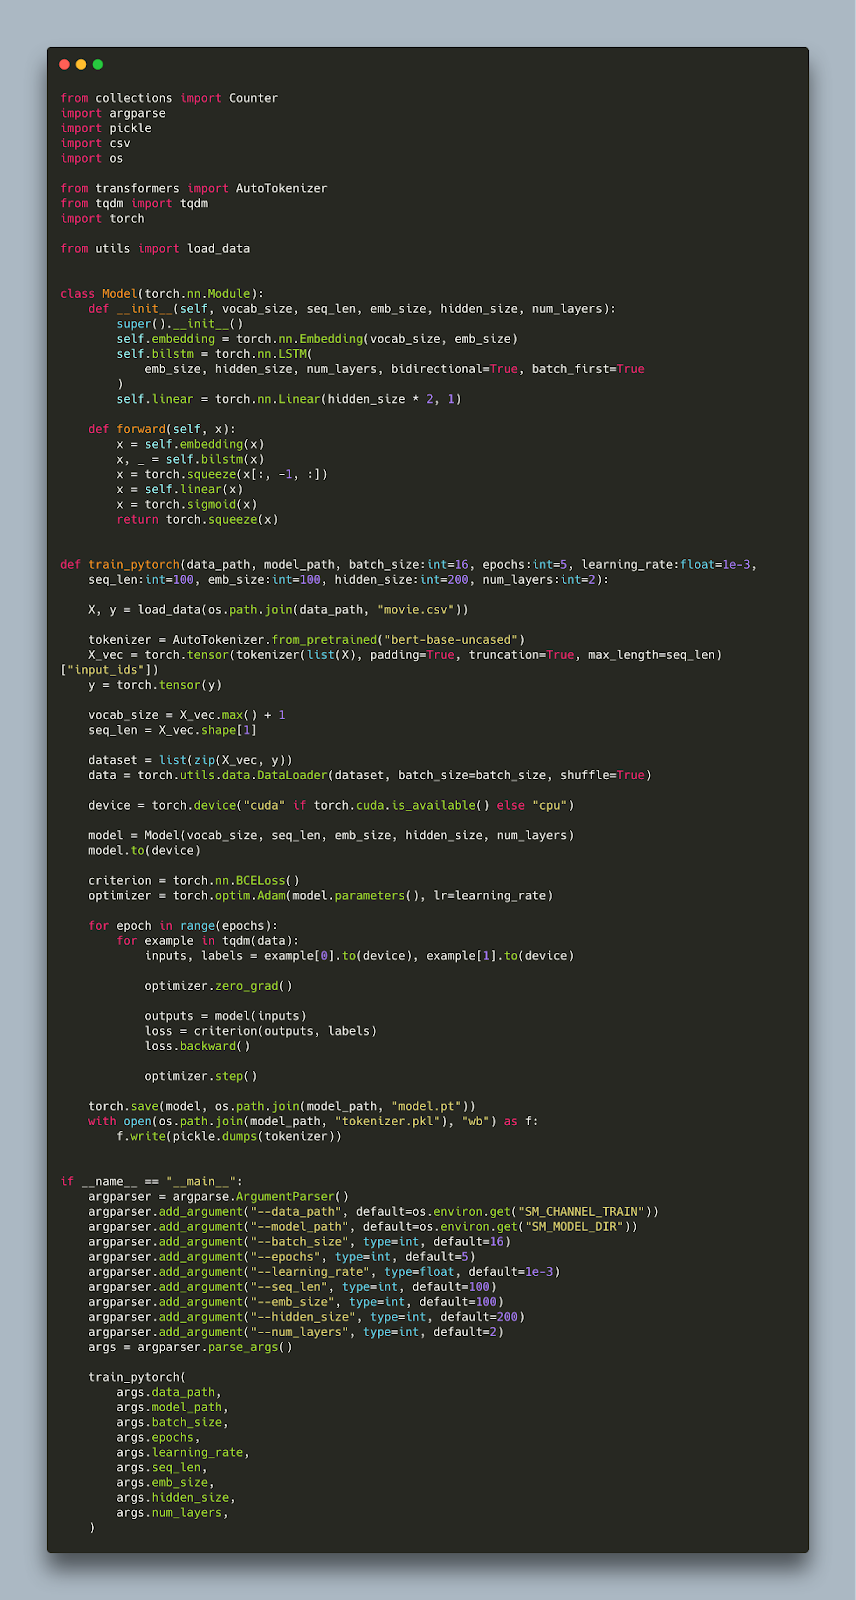 from collections import Counter
import argparse
import pickle
import csv
import os

from transformers import AutoTokenizer
from tqdm import tqdm
import torch

from utils import load_data


class Model(torch.nn.Module):
    def __init__(self, vocab_size, seq_len, emb_size, hidden_size, num_layers):
        super().__init__()
        self.embedding = torch.nn.Embedding(vocab_size, emb_size)
        self.bilstm = torch.nn.LSTM(
            emb_size, hidden_size, num_layers, bidirectional=True, batch_first=True
        )
        self.linear = torch.nn.Linear(hidden_size * 2, 1)

    def forward(self, x):
        x = self.embedding(x)
        x, _ = self.bilstm(x)
        x = torch.squeeze(x[:, -1, :])
        x = self.linear(x)
        x = torch.sigmoid(x)
        return torch.squeeze(x)


def train_pytorch(data_path, model_path, batch_size:int=16, epochs:int=5, learning_rate:float=1e-3,
    seq_len:int=100, emb_size:int=100, hidden_size:int=200, num_layers:int=2):

    X, y = load_data(os.path.join(data_path, "movie.csv"))

    tokenizer = AutoTokenizer.from_pretrained("bert-base-uncased")
    X_vec = torch.tensor(tokenizer(list(X), padding=True, truncation=True, max_length=seq_len)
["input_ids"])
    y = torch.tensor(y)

    vocab_size = X_vec.max() + 1
    seq_len = X_vec.shape[1]

    dataset = list(zip(X_vec, y))
    data = torch.utils.data.DataLoader(dataset, batch_size=batch_size, shuffle=True)

    device = torch.device("cuda" if torch.cuda.is_available() else "cpu")

    model = Model(vocab_size, seq_len, emb_size, hidden_size, num_layers)
    model.to(device)

    criterion = torch.nn.BCELoss()
    optimizer = torch.optim.Adam(model.parameters(), lr=learning_rate)

    for epoch in range(epochs):
        for example in tqdm(data):
            inputs, labels = example[0].to(device), example[1].to(device)

            optimizer.zero_grad()

            outputs = model(inputs)
            loss = criterion(outputs, labels)
            loss.backward()

            optimizer.step()

    torch.save(model, os.path.join(model_path, "model.pt"))
    with open(os.path.join(model_path, "tokenizer.pkl"), "wb") as f:
        f.write(pickle.dumps(tokenizer))


if __name__ == "__main__":
    argparser = argparse.ArgumentParser()
    argparser.add_argument("--data_path", default=os.environ.get("SM_CHANNEL_TRAIN"))
    argparser.add_argument("--model_path", default=os.environ.get("SM_MODEL_DIR"))
    argparser.add_argument("--batch_size", type=int, default=16)
    argparser.add_argument("--epochs", type=int, default=5)
    argparser.add_argument("--learning_rate", type=float, default=1e-3)
    argparser.add_argument("--seq_len", type=int, default=100)
    argparser.add_argument("--emb_size", type=int, default=100)
    argparser.add_argument("--hidden_size", type=int, default=200)
    argparser.add_argument("--num_layers", type=int, default=2)
    args = argparser.parse_args()

    train_pytorch(
        args.data_path,
        args.model_path,
        args.batch_size,
        args.epochs,
        args.learning_rate,
        args.seq_len,
        args.emb_size,
        args.hidden_size,
        args.num_layers,
    )